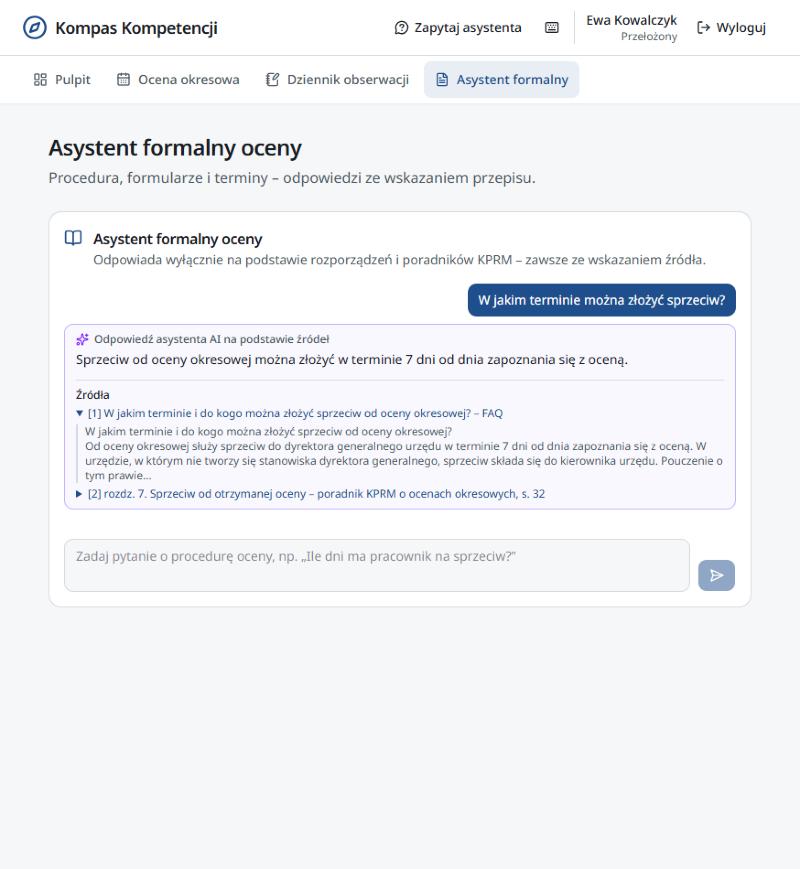 Kompas Kompetencji
Zapytaj asystenta
Ewa Kowalczyk
Przełożony
Wyloguj
Pulpit
Ocena okresowa
Dziennik obserwacji
Asystent formalny
Asystent formalny oceny
Procedura, formularze i terminy – odpowiedzi ze wskazaniem przepisu.
Asystent formalny oceny
Odpowiada wyłącznie na podstawie rozporządzeń i poradników KPRM – zawsze ze wskazaniem źródła.
W jakim terminie można złożyć sprzeciw?
Odpowiedź asystenta AI na podstawie źródeł
Sprzeciw od oceny okresowej można złożyć w terminie 7 dni od dnia zapoznania się z oceną.
Źródła
[1] W jakim terminie i do kogo można złożyć sprzeciw od oceny okresowej? – FAQ
W jakim terminie i do kogo można złożyć sprzeciw od oceny okresowej?
Od oceny okresowej służy sprzeciw do dyrektora generalnego urzędu w terminie 7 dni od dnia zapoznania się z oceną. W
urzędzie, w którym nie tworzy się stanowiska dyrektora generalnego, sprzeciw składa się do kierownika urzędu. Pouczenie o
tym prawie...
[2] rozdz. 7. Sprzeciw od otrzymanej oceny – poradnik KPRM o ocenach okresowych, s. 32
Zadaj pytanie o procedurę oceny, np. „Ile dni ma pracownik na sprzeciw?”